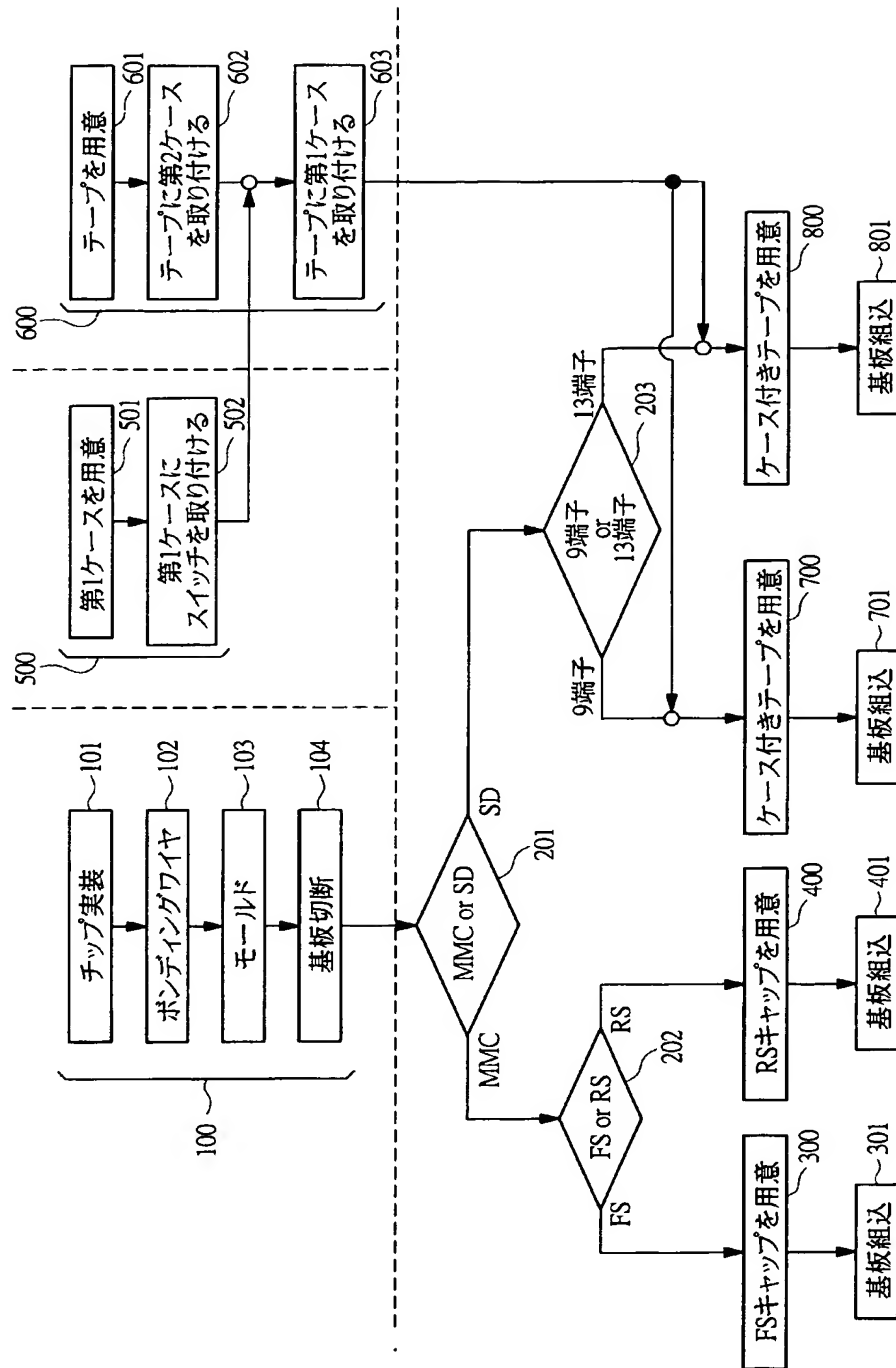 100
チップ実装
101
ボンディングワイヤ
102
モールド
103
基板切断
104
500
第1ケースを用意
501
第1ケースに
スイッチを取り付ける
502
600
テープを用意
601
テープに第2ケース
を取り付ける
602
テープに第1ケース
を取り付ける
603
MMC or SD
201
MMC
SD
FS or RS
202
FS
RS
9端子
or
13端子
203
9端子
13端子
FSキャップを用意
300
基板組込
301
RSキャップを用意
400
基板組込
401
ケース付きテープを用意
700
基板組込
701
ケース付きテープを用意
800
基板組込
801